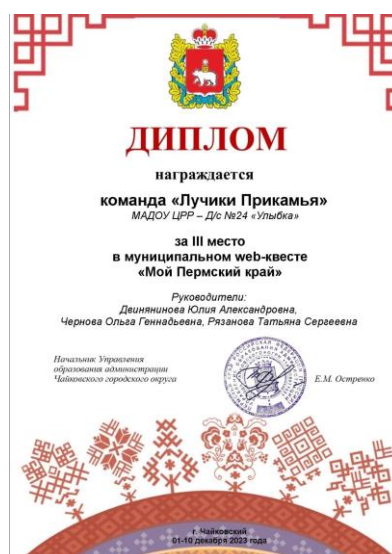 ДИПЛОМ
награждается
команда «Лучики Прикамья»
МАДОУ ЦРР – Д/с №24 «Улыбка»
за III место
в муниципальном web-квесте
«Мой Пермский край»
Руководители:
Двинянинова Юлия Александровна,
Чернова Ольга Геннадьевна, Рязанова Татьяна Сергеевна
Начальник Управления
образования администрации
Чайковского городского округа
Е.М. Остренко
г. Чайковский
01-10 декабря 2023 года